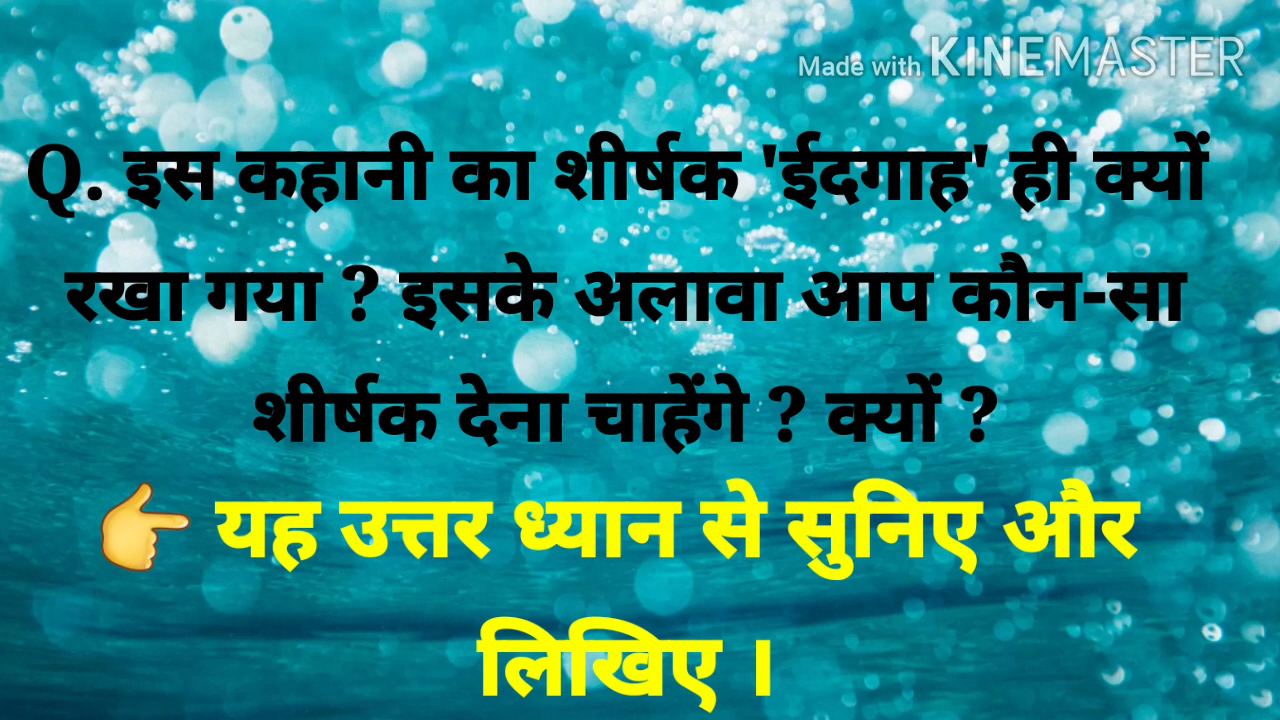 Made with KINEMASTER
Q. इस कहानी का शीर्षक 'ईदगाह' ही क्यों
रखा गया ? इसके अलावा आप कौन-सा
शीर्षक देना चाहेंगे ? क्यों ?
👉 यह उत्तर ध्यान से सुनिए और
लिखिए ।